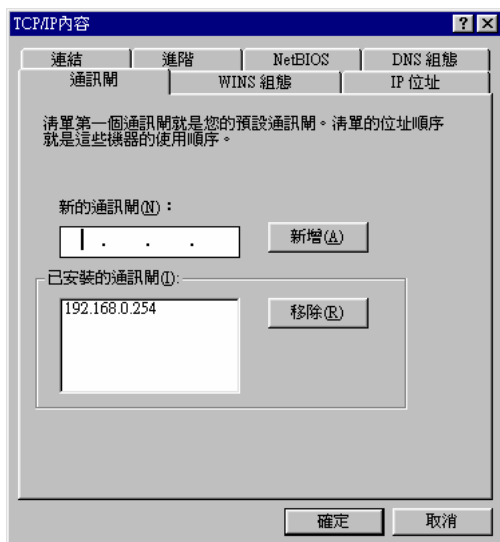 TCP/IP內容
連結 進階 NetBIOS DNS 組態
通訊閘 WINS 組態 IP 位址
清單第一個通訊閘就是您的預設通訊閘。清單的位址順序
就是這些機器的使用順序。
新的通訊閘(N)：
. . .
新增(A)
已安裝的通訊閘(I):
192.168.0.254
移除(R)
確定 取消